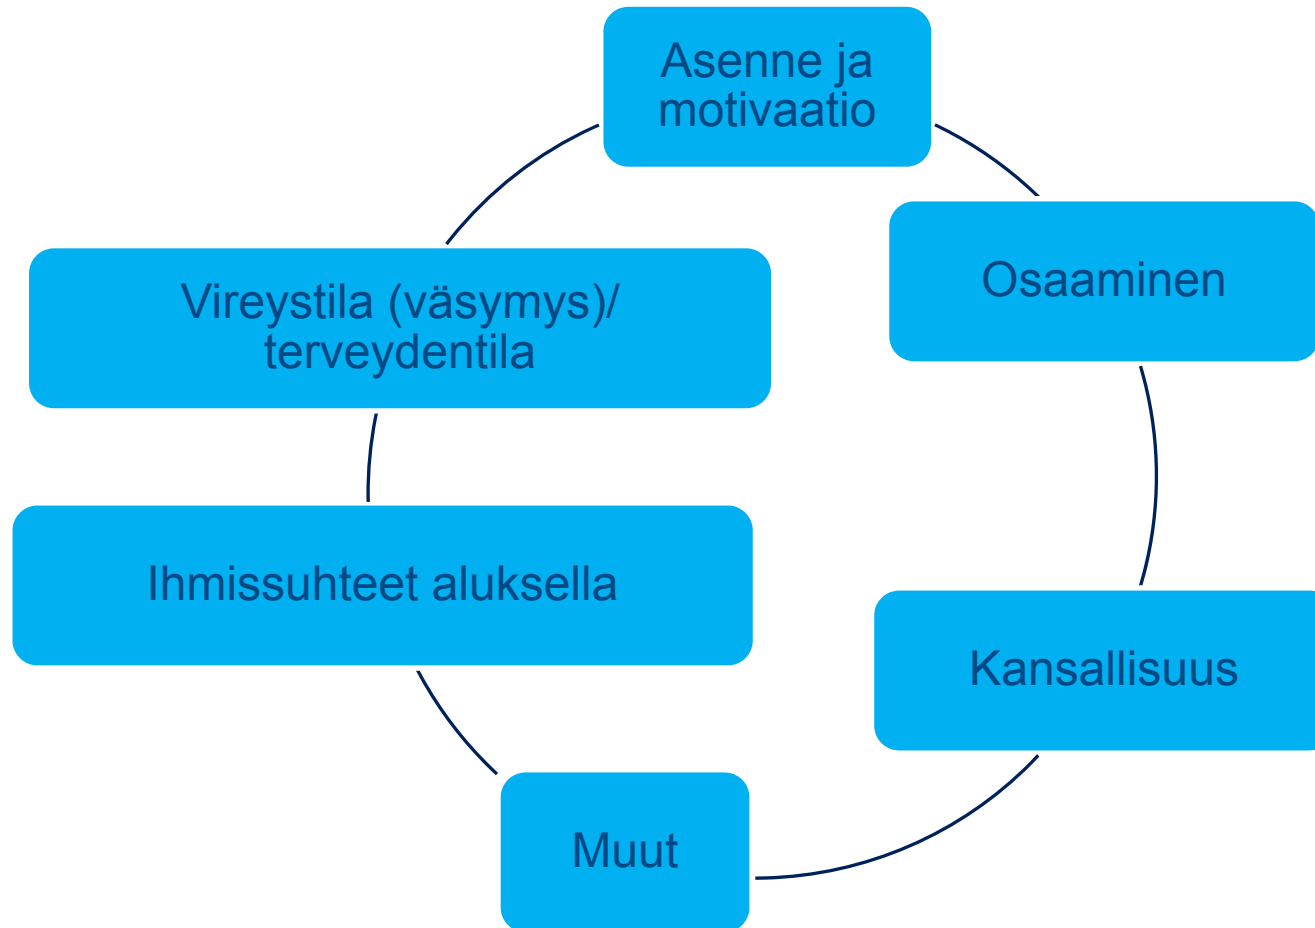 Asenne ja
motivaatio
Osaaminen
Vireystila (väsymys)/
terveydentila
Ihmissuhteet aluksella
Kansallisuus
Muut